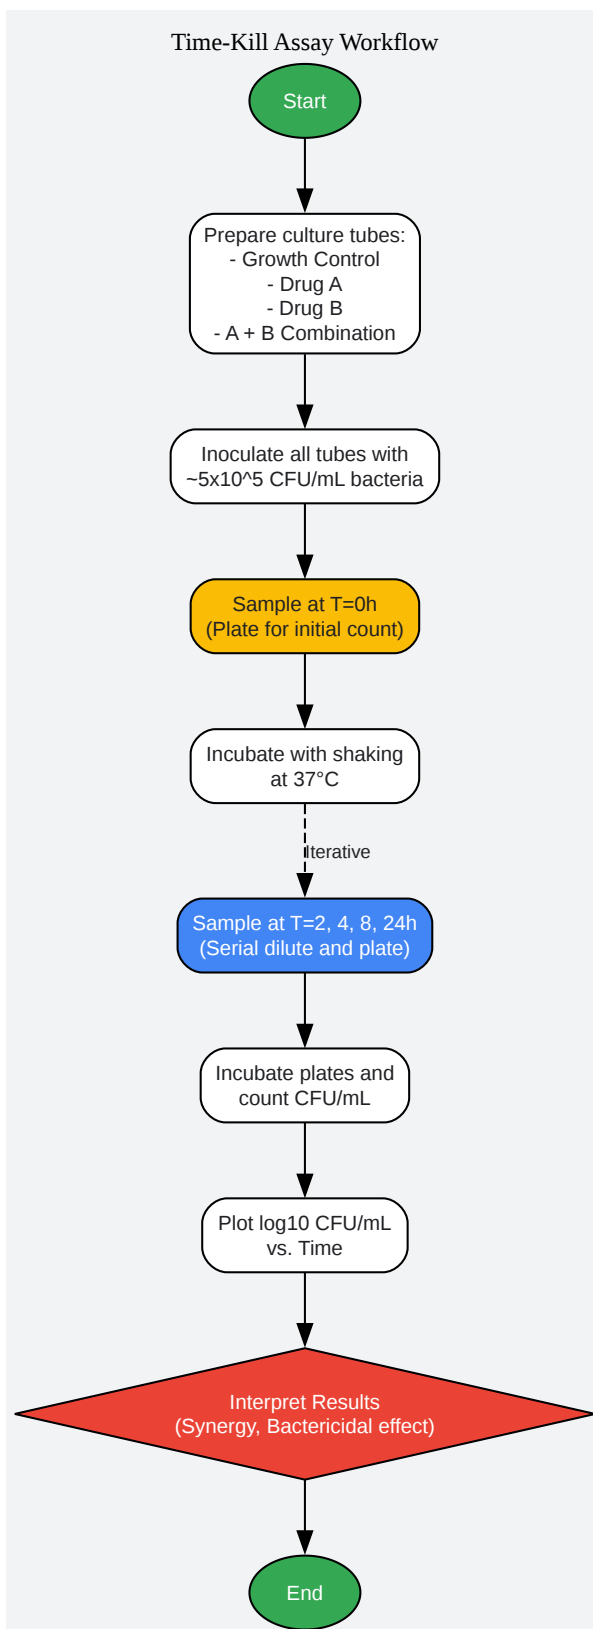 Time-Kill Assay Workflow
Start
Prepare culture tubes:
- Growth Control
- Drug A
- Drug B
- A + B Combination
Inoculate all tubes with
~5x10^5 CFU/mL bacteria
Sample at T=0h
(Plate for initial count)
Incubate with shaking
at 37°C
Iterative
Sample at T=2, 4, 8, 24h
(Serial dilute and plate)
Incubate plates and
count CFU/mL
Plot log10 CFU/mL
vs. Time
Interpret Results
(Synergy, Bactericidal effect)
End